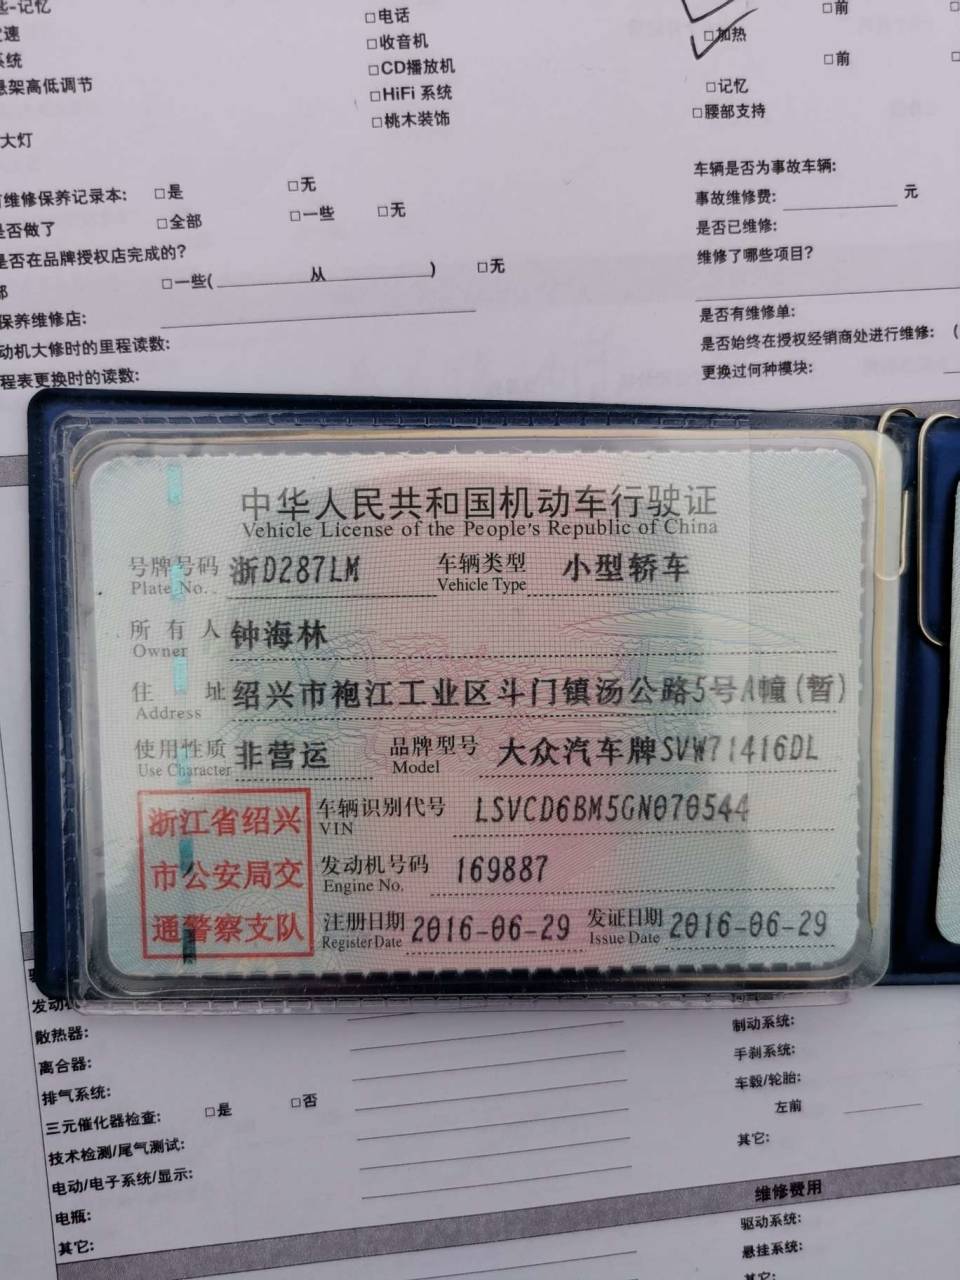 些-记忆
变速
系统
悬架高低调节
大灯
□电话
□收音机
□CD播放机
□HiFi 系统
□桃木装饰
□前
□加热
□前
□记忆
□腰部支持
维修保养记录本: □是 □无
是否做了 □全部 □一些 □无
是否在品牌授权店完成的?
部 □一些( 从 ) □无
保养维修店:
动机大修时的里程读数:
程表更换时的读数:
车辆是否为事故车辆:
事故维修费: 元
是否已维修:
维修了哪些项目?
是否有维修单:
是否始终在授权经销商处进行维修: (
更换过何种模块:
中华人民共和国机动车行驶证
Vehicle License of the People's Republic of China
号牌号码 浙D287LM 车辆类型 小型轿车
Plate No. Vehicle Type
所有人 钟海林
Owner
住址 绍兴市袍江工业区斗门镇汤公路5号A幢(暂)
Address
使用性质 非营运 品牌型号 大众汽车牌SVW71416DL
Use Character Model
浙江省绍兴
市公安局交
通警察支队
车辆识别代号 LSVCD6BM5GN070544
VIN
发动机号码 169887
Engine No.
注册日期 2016-06-29 发证日期 2016-06-29
Register Date Issue Date
发动机
散热器:
离合器:
排气系统:
三元催化器检查: □是 □否
技术检测/尾气测试:
电动/电子系统/显示:
电瓶:
其它:
制动系统:
手刹系统:
车毂/轮胎:
左前
其它:
维修费用
驱动系统:
悬挂系统:
其它: